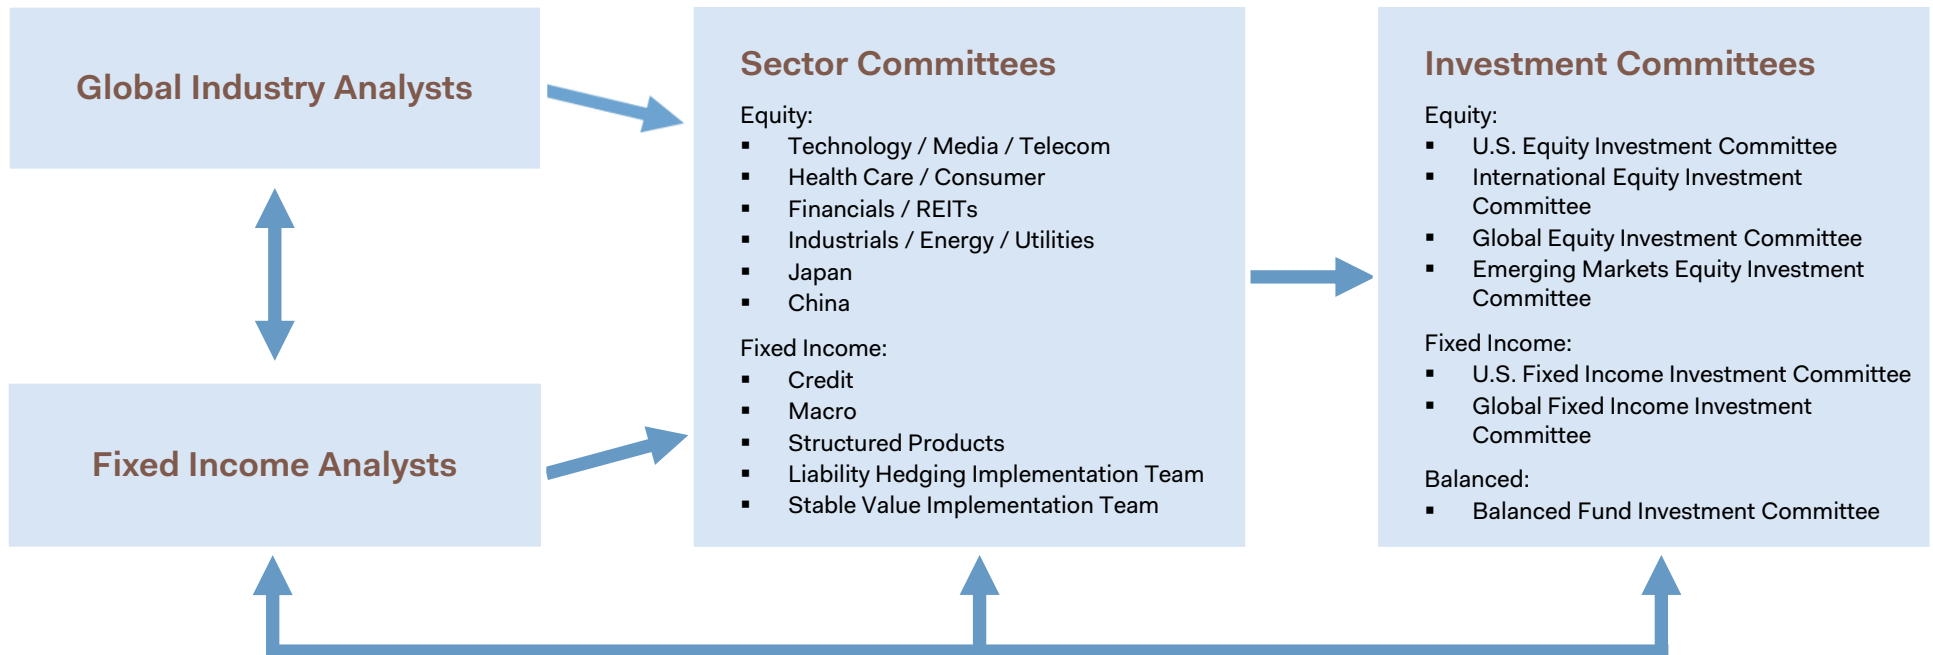 Global Industry Analysts
Fixed Income Analysts
Sector Committees
Equity:
▪ Technology / Media / Telecom
▪ Health Care / Consumer
▪ Financials / REITs
▪ Industrials / Energy / Utilities
▪ Japan
▪ China
Fixed Income:
▪ Credit
▪ Macro
▪ Structured Products
▪ Liability Hedging Implementation Team
▪ Stable Value Implementation Team
Investment Committees
Equity:
▪ U.S. Equity Investment Committee
▪ International Equity Investment
Committee
▪ Global Equity Investment Committee
▪ Emerging Markets Equity Investment
Committee
Fixed Income:
▪ U.S. Fixed Income Investment Committee
▪ Global Fixed Income Investment
Committee
Balanced:
▪ Balanced Fund Investment Committee